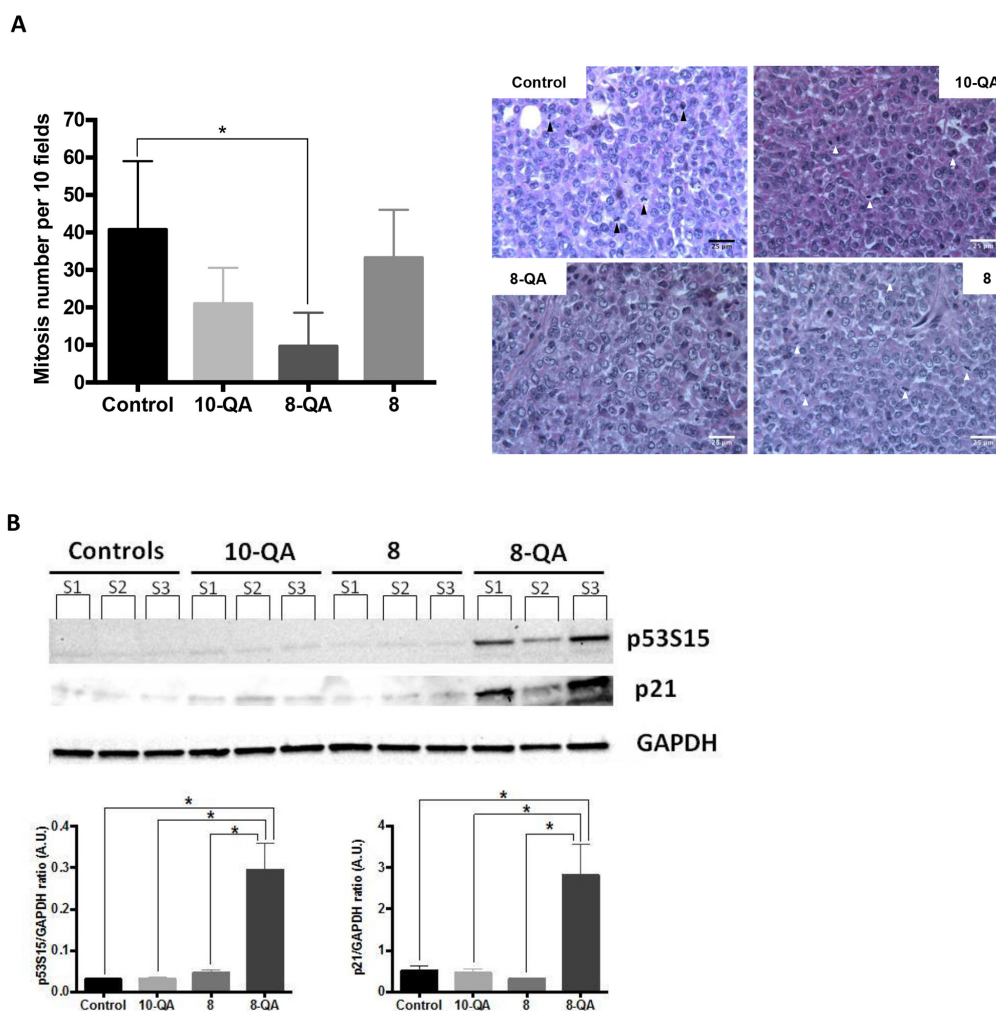 A
Mitosis number per 10 fields
70
60
50
40
30
20
10
0
*
Control
10-QA
8-QA
8
Control
25 µm
10-QA
25 µm
8-QA
25 µm
8
25 µm
B
Controls
10-QA
8
8-QA
S1 S2 S3 S1 S2 S3 S1 S2 S3 S1 S2 S3
p53S15
p21
GAPDH
p53S15/GAPDH ratio (A.U.)
0.4
0.3
0.2
0.1
0.0
*
*
*
Control
10-QA
8
8-QA
p21/GAPDH ratio (A.U.)
4
3
2
1
0
*
*
*
Control
10-QA
8
8-QA